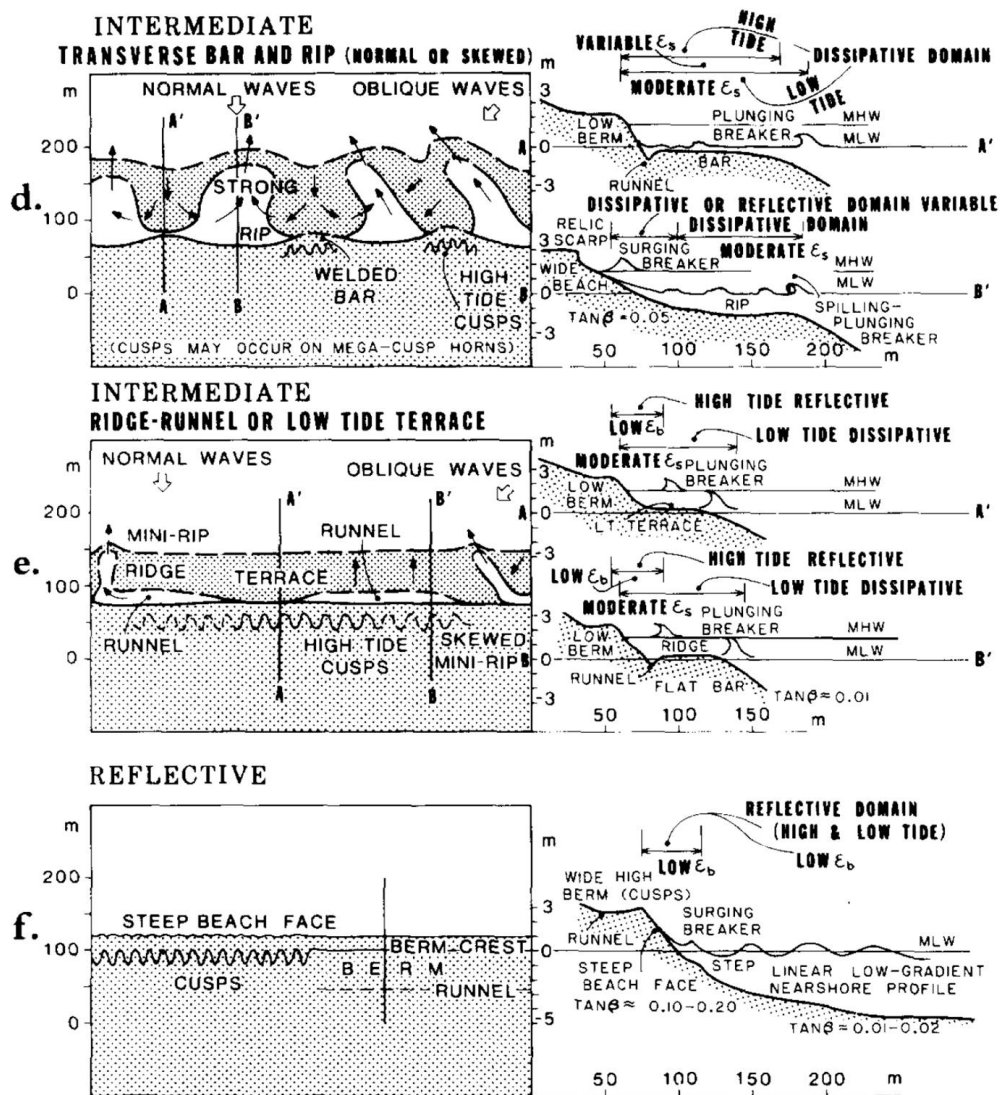 INTERMEDIATE
TRANSVERSE BAR AND RIP (NORMAL OR SKEWED)
d.
m
200
100
0
NORMAL WAVES
OBLIQUE WAVES
A'
B'
STRONG
RIP
WELDED
BAR
HIGH
TIDE
CUSPS
A
B
(CUSPS MAY OCCUR ON MEGA-CUSP HORNS)
HIGH
TIDE
VARIABLE Ɛs
DISSIPATIVE DOMAIN
MODERATE Ɛs
LOW
TIDE
m
3
A 0
-3
LOW
BERM
PLUNGING
BREAKER
MHW
MLW
A'
BAR
RUNNEL
DISSIPATIVE OR REFLECTIVE DOMAIN VARIABLE
DISSIPATIVE
DOMAIN
MODERATE Ɛs
RELIC
SCARP
SURGING
BREAKER
3
B 0
-3
WIDE
BEACH
MHW
MLW
B'
RIP
TANβ = 0.05
SPILLING-
PLUNGING
BREAKER
50 100 150 200
m
INTERMEDIATE
RIDGE-RUNNEL OR LOW TIDE TERRACE
e.
m
200
100
0
NORMAL WAVES
OBLIQUE WAVES
A'
B'
MINI-RIP
RUNNEL
RIDGE
TERRACE
RUNNEL
HIGH TIDE
CUSPS
SKEWED
MINI-RIP
A
B
HIGH TIDE REFLECTIVE
LOW Ɛb
LOW TIDE DISSIPATIVE
MODERATE Ɛs
PLUNGING
BREAKER
m
3
A 0
-3
LOW
BERM
MHW
MLW
A'
LT. TERRACE
HIGH TIDE REFLECTIVE
LOW Ɛb
LOW TIDE DISSIPATIVE
MODERATE Ɛs
PLUNGING
BREAKER
3
B 0
-3
LOW
BERM
RIDGE
MHW
MLW
B'
RUNNEL
FLAT BAR
TANβ≈0.01
50 100 150
m
REFLECTIVE
f.
m
200
100
0
STEEP BEACH FACE
CUSPS
BERM-CREST
BERM
RUNNEL
REFLECTIVE DOMAIN
(HIGH & LOW TIDE)
LOW Ɛb
LOW Ɛb
m
3
0
-5
WIDE HIGH
BERM (CUSPS)
RUNNEL
SURGING
BREAKER
MLW
STEEP
BEACH FACE
TANβ≈ 0.10-0.20
STEP
LINEAR LOW-GRADIENT
NEARSHORE PROFILE
TANβ≈0.01-0.02
50 100 200 m